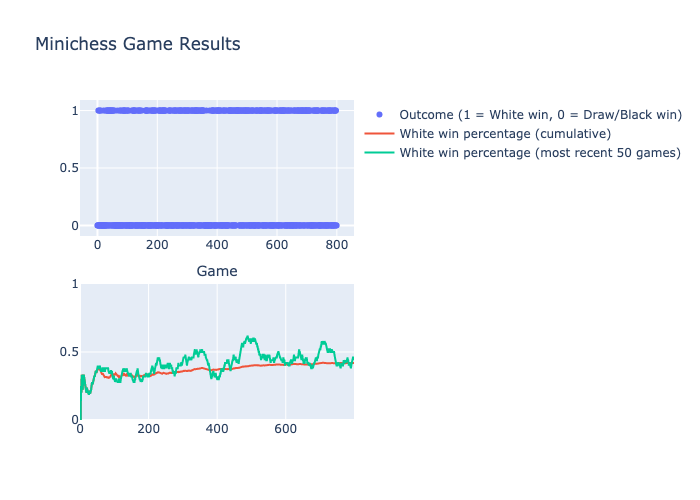 Minichess Game Results
1
0.5
0
0 200 400 600 800
Outcome (1 = White win, 0 = Draw/Black win)
White win percentage (cumulative)
White win percentage (most recent 50 games)
Game
1
0.5
0
0 200 400 600